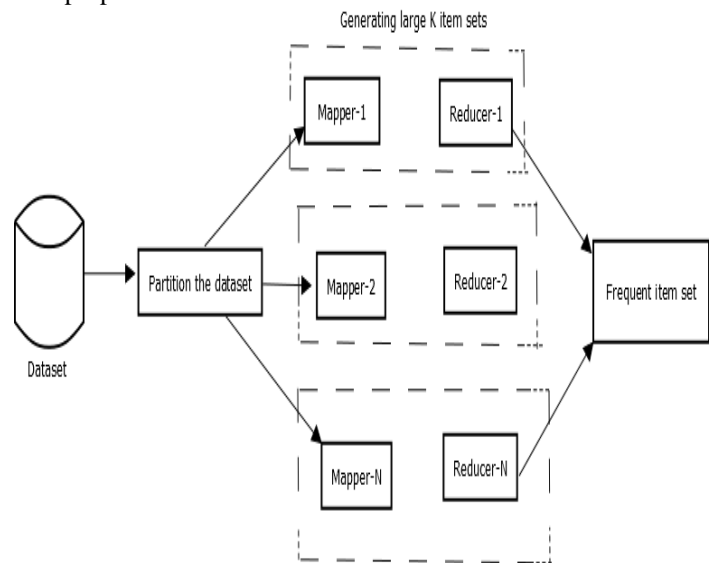 Generating large K item sets
Mapper-1
Reducer-1
Partition the dataset
Mapper-2
Reducer-2
Frequent item set
Dataset
Mapper-N
Reducer-N